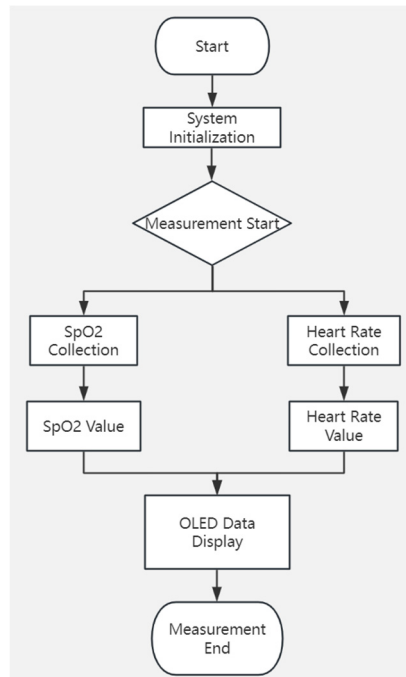 Start
System
Initialization
Measurement Start
SpO2
Collection
Heart Rate
Collection
SpO2 Value
Heart Rate
Value
OLED Data
Display
Measurement
End